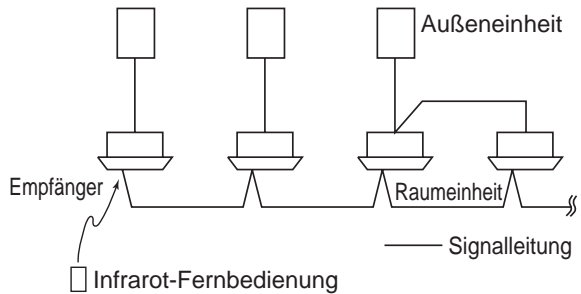 Außeneinheit
Empfänger
Raumeinheit
Signalleitung
Infrarot-Fernbedienung